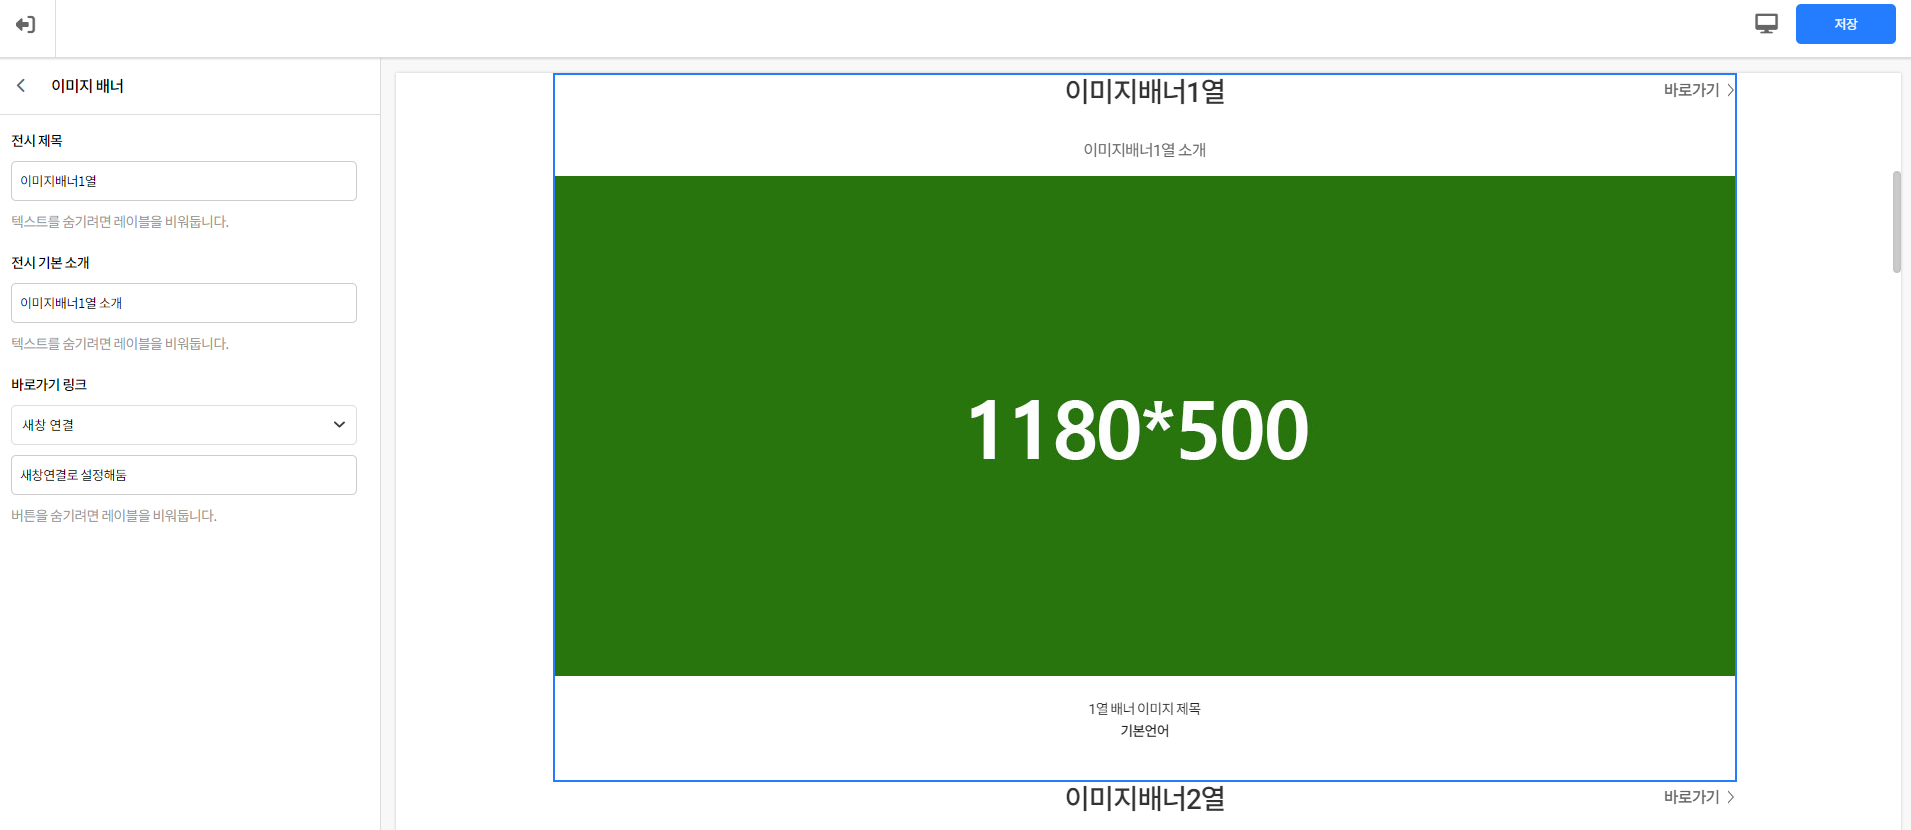 저장
이미지 배너
전시 제목
이미지배너1열
텍스트를 숨기려면 레이블을 비워둡니다.
전시 기본 소개
이미지배너1열 소개
텍스트를 숨기려면 레이블을 비워둡니다.
바로가기 링크
새창 연결
새창연결로 설정해둠
버튼을 숨기려면 레이블을 비워둡니다.
이미지배너1열
바로가기
이미지배너1열 소개
1180*500
1열 배너 이미지 제목
기본언어
이미지배너2열
바로가기